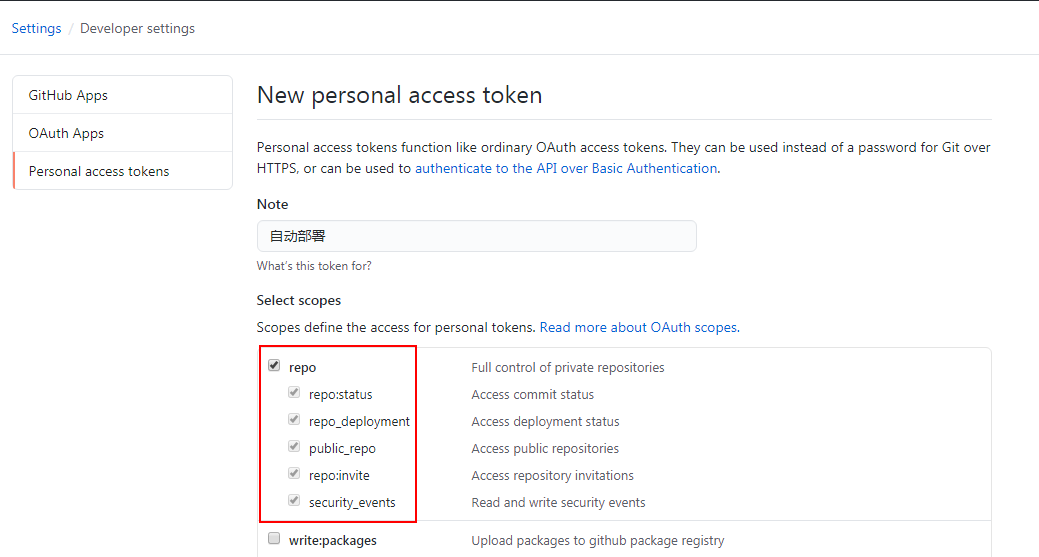 Settings / Developer settings
GitHub Apps
OAuth Apps
Personal access tokens
New personal access token
Personal access tokens function like ordinary OAuth access tokens. They can be used instead of a password for Git over
HTTPS, or can be used to authenticate to the API over Basic Authentication.
Note
自动部署
What's this token for?
Select scopes
Scopes define the access for personal tokens. Read more about OAuth scopes.
repo Full control of private repositories
repo:status Access commit status
repo_deployment Access deployment status
public_repo Access public repositories
repo:invite Access repository invitations
security_events Read and write security events
write:packages Upload packages to github package registry